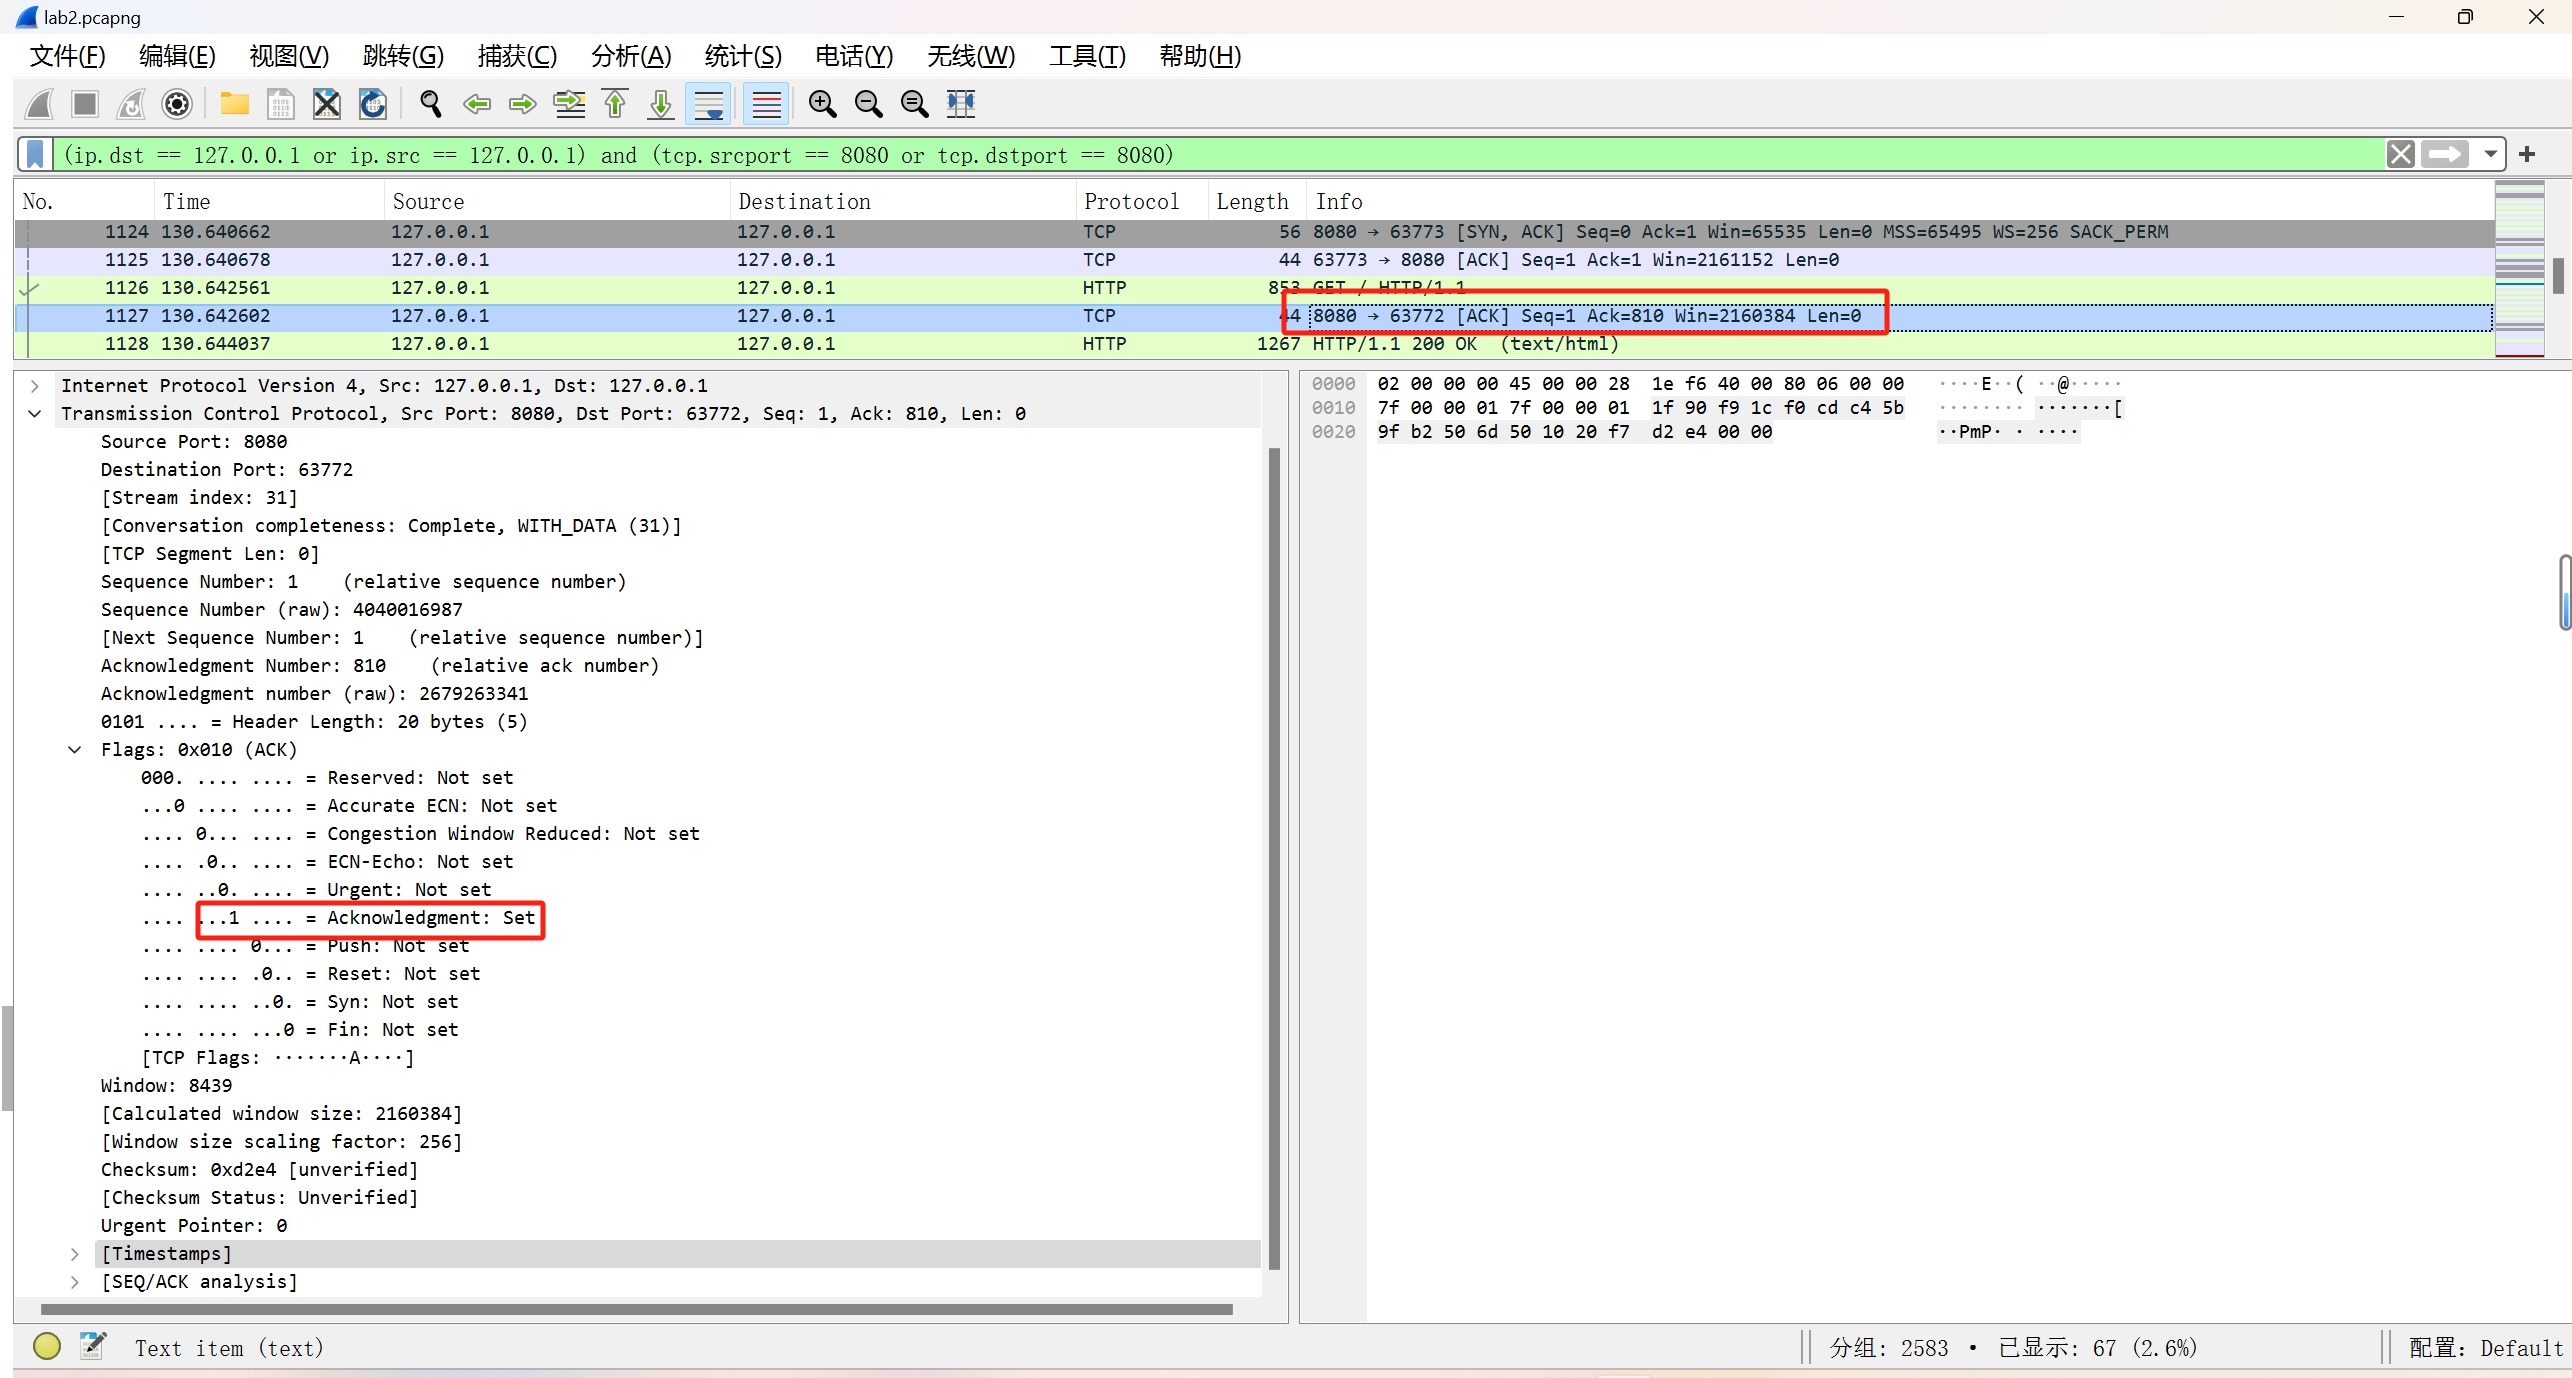 lab2.pcapng
文件(F) 编辑(E) 视图(V) 跳转(G) 捕获(C) 分析(A) 统计(S) 电话(Y) 无线(W) 工具(T) 帮助(H)
(ip.dst == 127.0.0.1 or ip.src == 127.0.0.1) and (tcp.srcport == 8080 or tcp.dstport == 8080)
No. Time Source Destination Protocol Length Info
1124 130.640662 127.0.0.1 127.0.0.1 TCP 56 8080 → 63773 [SYN, ACK] Seq=0 Ack=1 Win=65535 Len=0 MSS=65495 WS=256 SACK_PERM
1125 130.640678 127.0.0.1 127.0.0.1 TCP 44 63773 → 8080 [ACK] Seq=1 Ack=1 Win=2161152 Len=0
1126 130.642561 127.0.0.1 127.0.0.1 HTTP 853 GET / HTTP/1.1
1127 130.642602 127.0.0.1 127.0.0.1 TCP 44 8080 → 63772 [ACK] Seq=1 Ack=810 Win=2160384 Len=0
1128 130.644037 127.0.0.1 127.0.0.1 HTTP 1267 HTTP/1.1 200 OK (text/html)
Internet Protocol Version 4, Src: 127.0.0.1, Dst: 127.0.0.1
Transmission Control Protocol, Src Port: 8080, Dst Port: 63772, Seq: 1, Ack: 810, Len: 0
Source Port: 8080
Destination Port: 63772
[Stream index: 31]
[Conversation completeness: Complete, WITH_DATA (31)]
[TCP Segment Len: 0]
Sequence Number: 1 (relative sequence number)
Sequence Number (raw): 4040016987
[Next Sequence Number: 1 (relative sequence number)]
Acknowledgment Number: 810 (relative ack number)
Acknowledgment number (raw): 2679263341
0101 .... = Header Length: 20 bytes (5)
Flags: 0x010 (ACK)
000. .... .... = Reserved: Not set
...0 .... .... = Accurate ECN: Not set
.... 0... .... = Congestion Window Reduced: Not set
.... .0.. .... = ECN-Echo: Not set
.... ..0. .... = Urgent: Not set
.... ...1 .... = Acknowledgment: Set
.... .... 0... = Push: Not set
.... .... .0.. = Reset: Not set
.... .... ..0. = Syn: Not set
.... .... ...0 = Fin: Not set
[TCP Flags: ·······A····]
Window: 8439
[Calculated window size: 2160384]
[Window size scaling factor: 256]
Checksum: 0xd2e4 [unverified]
[Checksum Status: Unverified]
Urgent Pointer: 0
[Timestamps]
[SEQ/ACK analysis]
0000 02 00 00 00 45 00 00 28 1e f6 40 00 80 06 00 00 ····E··( ··@·····
0010 7f 00 00 01 7f 00 00 01 1f 90 f9 1c f0 cd c4 5b ········ ·······[
0020 9f b2 50 6d 50 10 20 f7 d2 e4 00 00 ··PmP· · ····
Text item (text) 分组: 2583 · 已显示: 67 (2.6%) 配置: Default